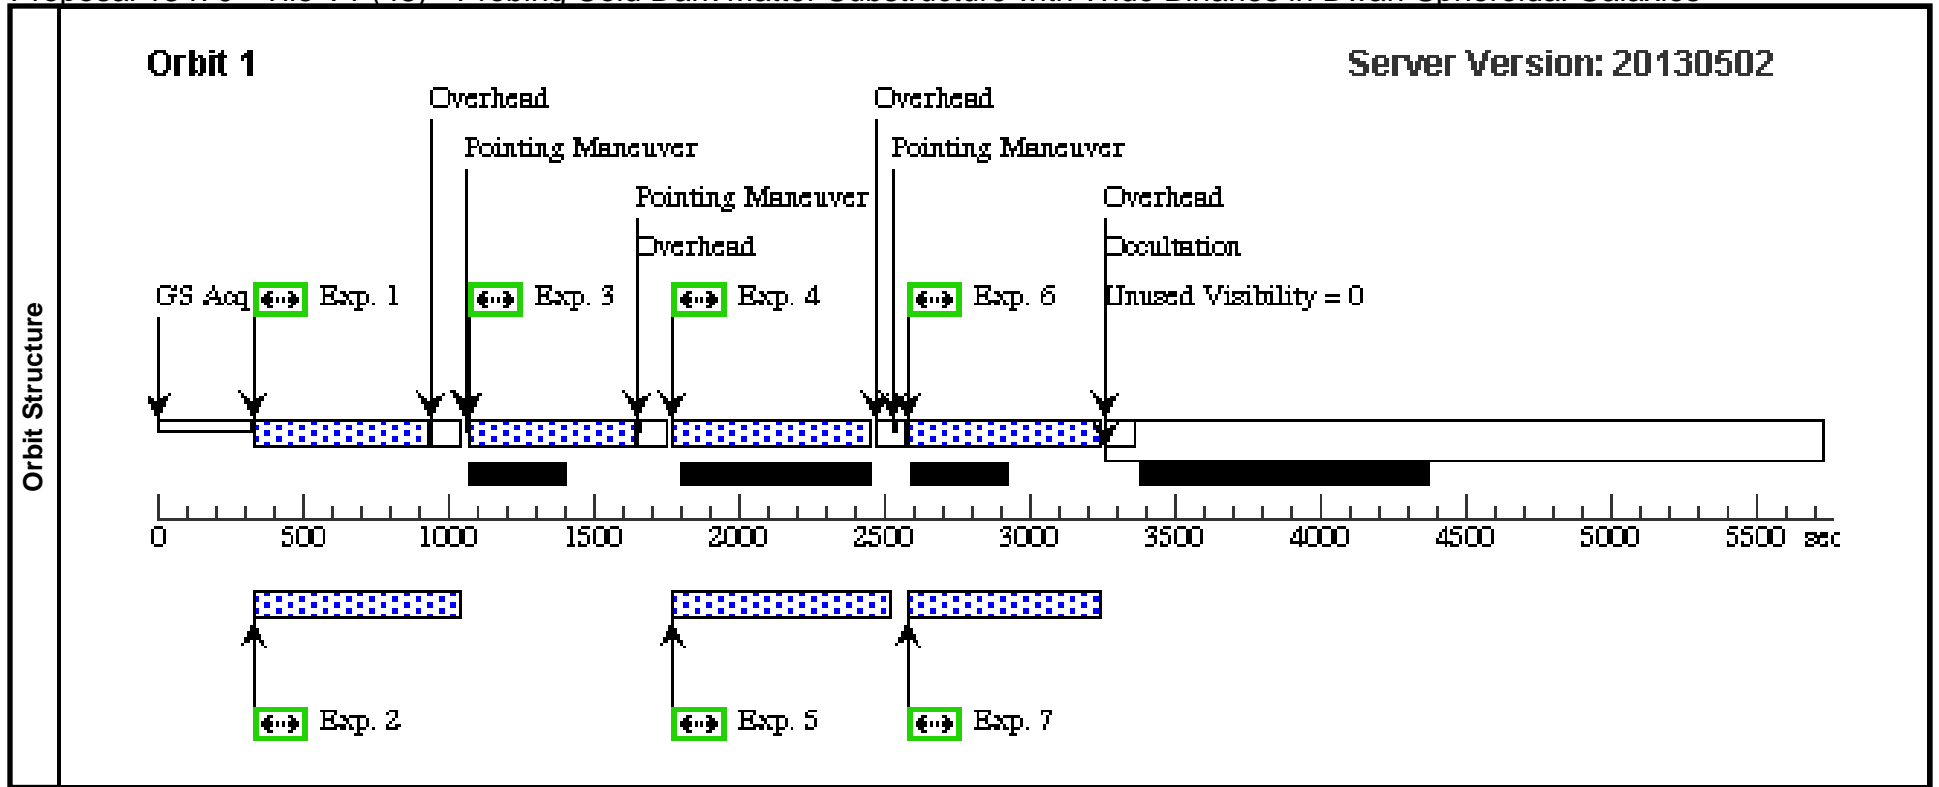 Orbit 1
Server Version: 20130502
Overhead
Overhead
Pointing Maneuver
Pointing Maneuver
Pointing Maneuver
Overhead
Overhead
Occultation
GS Acq
Exp. 1
Exp. 3
Exp. 4
Exp. 6
Unused Visibility = 0
Orbit Structure
0
500
1000
1500
2000
2500
3000
3500
4000
4500
5000
5500
sec
Exp. 2
Exp. 5
Exp. 7